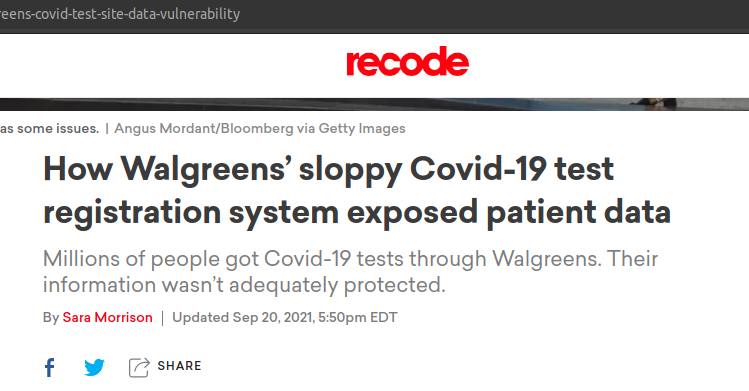 reens-covid-test-site-data-vulnerability
recode
as some issues. | Angus Mordant/Bloomberg via Getty Images
How Walgreens’ sloppy Covid-19 test
registration system exposed patient data
Millions of people got Covid-19 tests through Walgreens. Their
information wasn’t adequately protected.
By Sara Morrison | Updated Sep 20, 2021, 5:50pm EDT
SHARE